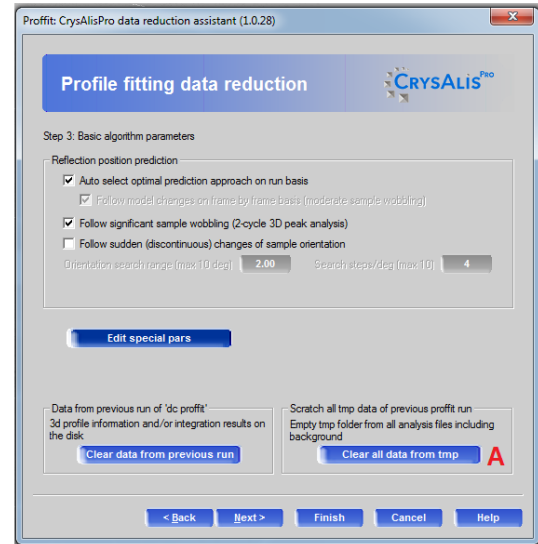 Proffit: CrysAlisPro data reduction assistant (1.0.28)
Profile fitting data reduction
CRYSALIS PRO
Step 3: Basic algorithm parameters
Reflection position prediction
Auto select optimal prediction approach on run basis
Follow model changes on frame by frame basis (moderate sample wobbling)
Follow significant sample wobbling (2-cycle 3D peak analysis)
Follow sudden (discontinuous) changes of sample orientation
Orientation search range (max 10 deg) 2.00 Search steps/deg (max 10) 4
Edit special pars
Data from previous run of 'dc proffit'
3d profile information and/or integration results on
the disk
Clear data from previous run
Scratch all tmp data of previous proffit run
Empty tmp folder from all analysis files including
background
Clear all data from tmp A
< Back Next > Finish Cancel Help